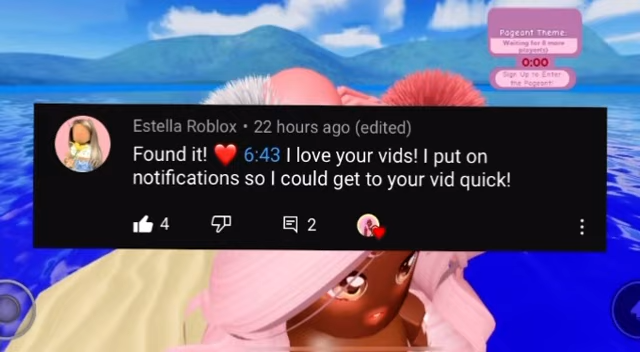 Pageant Theme:
Waiting for 8 more
players(s)
0:00
Sign Up to Enter
the Pageant!
Estella Roblox • 22 hours ago (edited)
Found it! ❤️ 6:43 I love your vids! I put on
notifications so I could get to your vid quick!
4
2